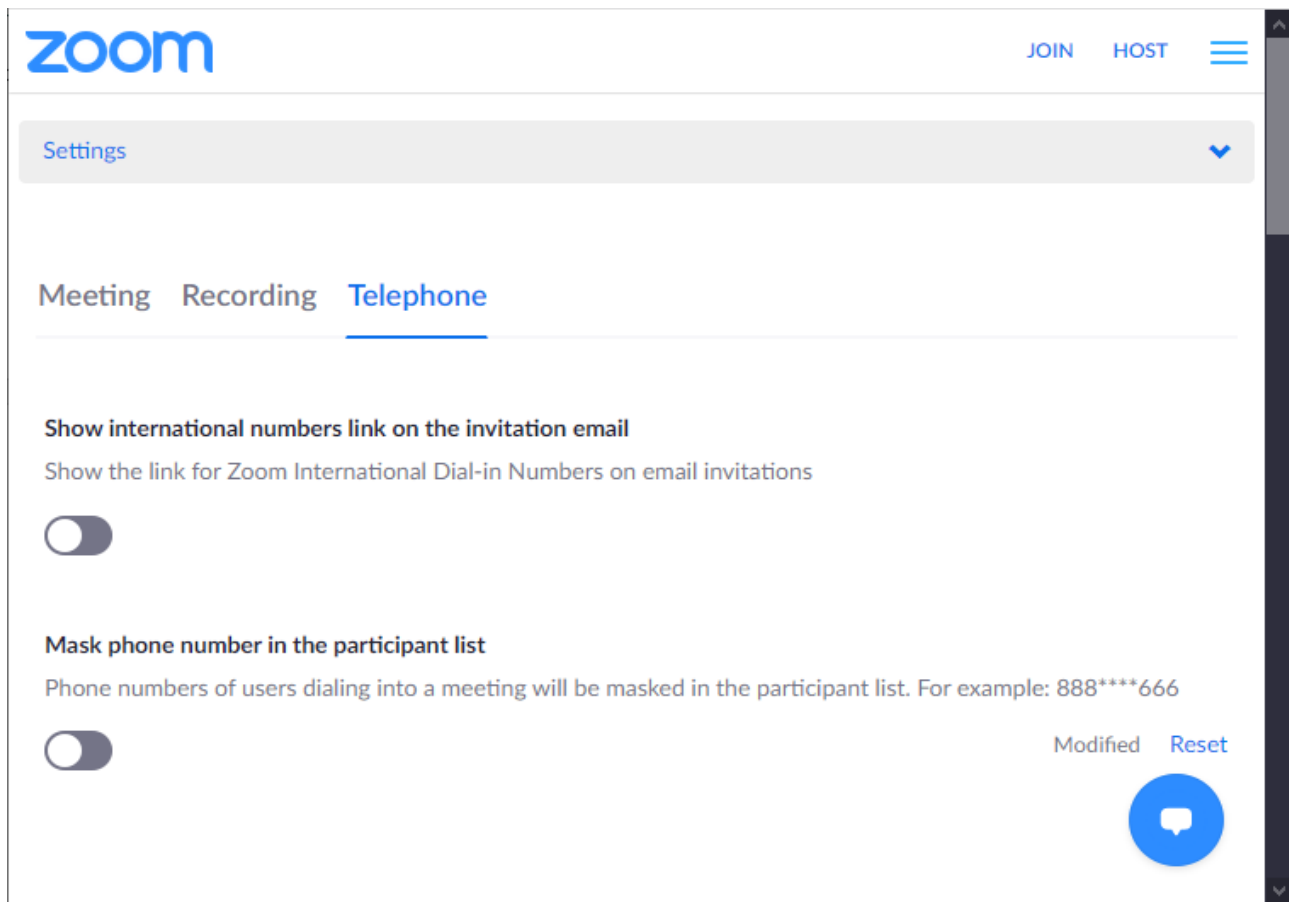 zoom
JOIN HOST
Settings
Meeting Recording Telephone
Show international numbers link on the invitation email
Show the link for Zoom International Dial-in Numbers on email invitations
Mask phone number in the participant list
Phone numbers of users dialing into a meeting will be masked in the participant list. For example: 888****666
Modified Reset